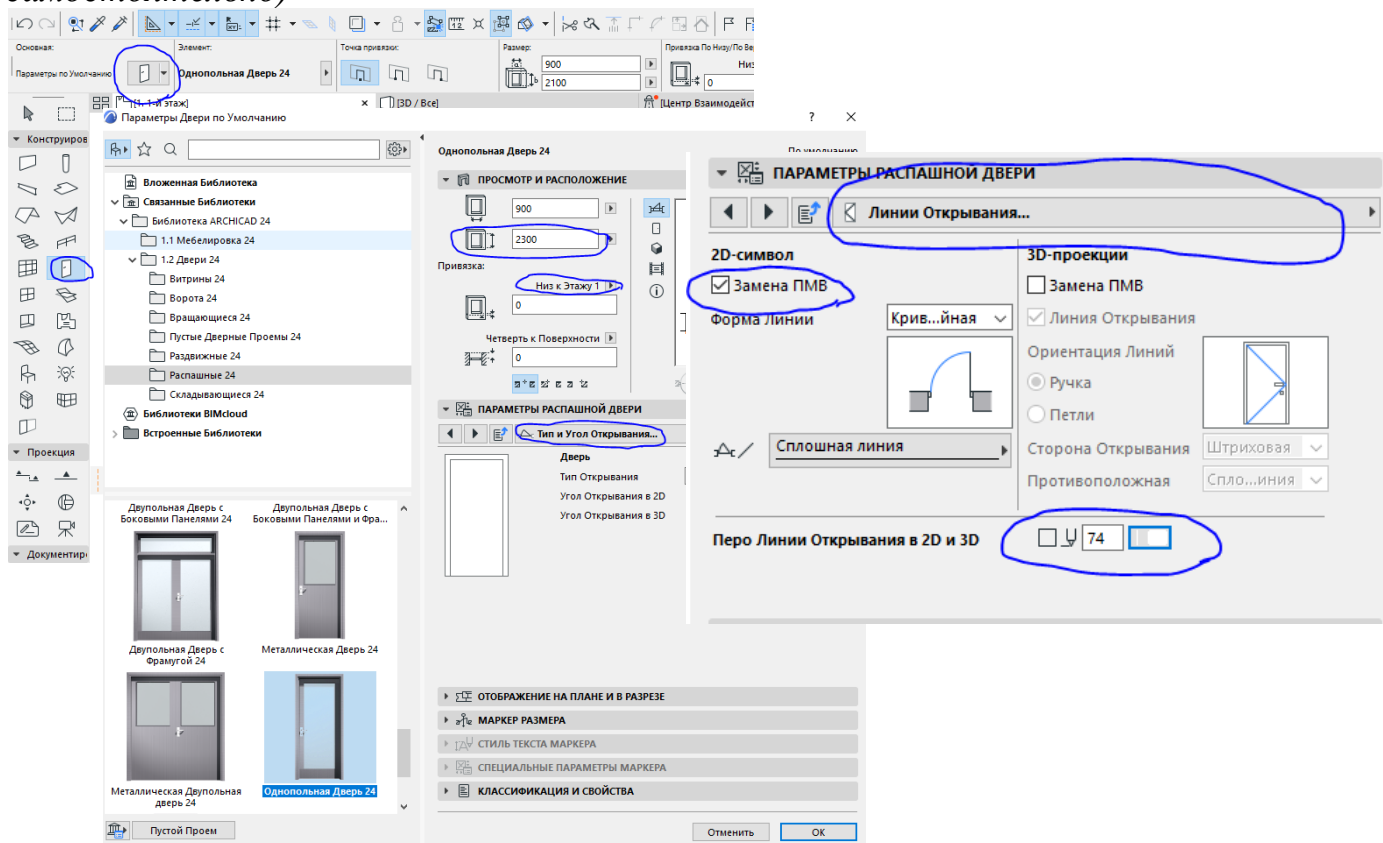 самостоятельно)
Основная:
Элемент:
Точка привязки:
Размер:
Привязка По Низу/По Ве
Параметры по Умолчанию
Однопольная Дверь 24
900
2100
Низ
0
[1. 1-й этаж]
[3D / Все]
[Центр Взаимодейст
Параметры Двери по Умолчанию
Конструиров
Проекция
Документир
Вложенная Библиотека
Связанные Библиотеки
Библиотека ARCHICAD 24
1.1 Мебелировка 24
1.2 Двери 24
Витрины 24
Ворота 24
Вращающиеся 24
Пустые Дверные Проемы 24
Раздвижные 24
Распашные 24
Складывающиеся 24
Библиотеки BIMcloud
Встроенные Библиотеки
Двупольная Дверь с
Боковыми Панелями 24
Двупольная Дверь с
Боковыми Панелями и Фра...
Двупольная Дверь с
Фрамугой 24
Металлическая Дверь 24
Металлическая Двупольная
дверь 24
Однопольная Дверь 24
Пустой Проем
Однопольная Дверь 24
По умолчанию
ПРОСМОТР И РАСПОЛОЖЕНИЕ
900
2300
Привязка:
Низ к Этажу 1
0
Четверть к Поверхности
0
ПАРАМЕТРЫ РАСПАШНОЙ ДВЕРИ
Тип и Угол Открывания...
Дверь
Тип Открывания
Угол Открывания в 2D
Угол Открывания в 3D
ОТОБРАЖЕНИЕ НА ПЛАНЕ И В РАЗРЕЗЕ
МАРКЕР РАЗМЕРА
СТИЛЬ ТЕКСТА МАРКЕРА
СПЕЦИАЛЬНЫЕ ПАРАМЕТРЫ МАРКЕРА
КЛАССИФИКАЦИЯ И СВОЙСТВА
Отменить
OK
ПАРАМЕТРЫ РАСПАШНОЙ ДВЕРИ
Линии Открывания...
2D-символ
Замена ПМВ
Форма Линии
Крив...йная
Сплошная линия
3D-проекции
Замена ПМВ
Линия Открывания
Ориентация Линий
Ручка
Петли
Сторона Открывания
Штриховая
Противоположная
Спло...иния
Перо Линии Открывания в 2D и 3D
74